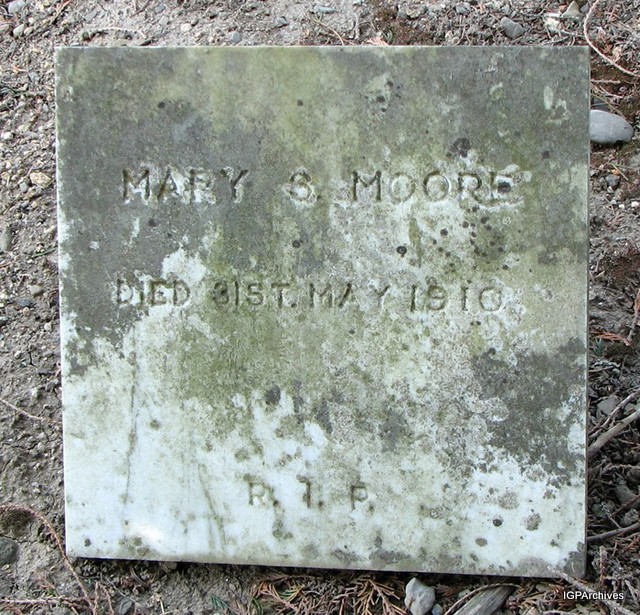 MARY S. MOORE
DIED 31ST. MAY 1910.
R. I. P.
IGPArchives